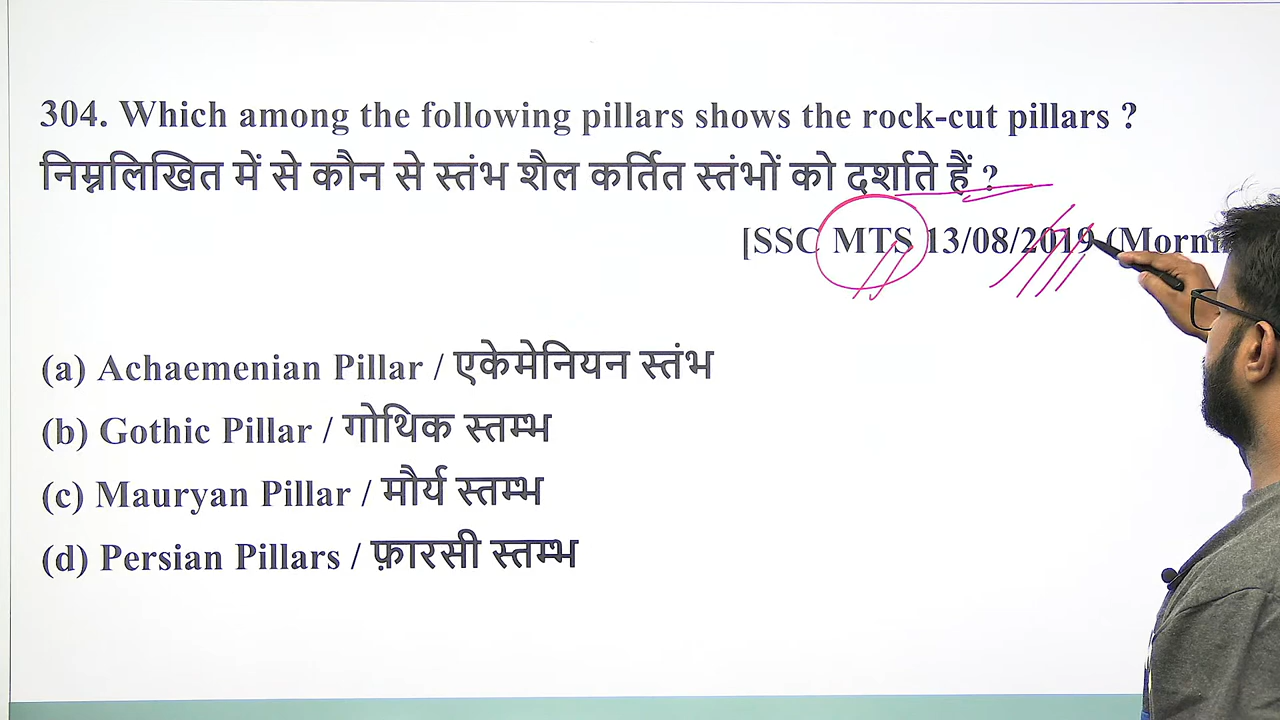 304. Which among the following pillars shows the rock-cut pillars ?
निम्नलिखित में से कौन से स्तंभ शैल कर्तित स्तंभों को दर्शाते हैं ?
[SSC MTS 13/08/2019
(a) Achaemenian Pillar / एकेमेनियन स्तंभ
(b) Gothic Pillar / गोथिक स्तम्भ
(c) Mauryan Pillar / मौर्य स्तम्भ
(d) Persian Pillars / फ़ारसी स्तम्भ